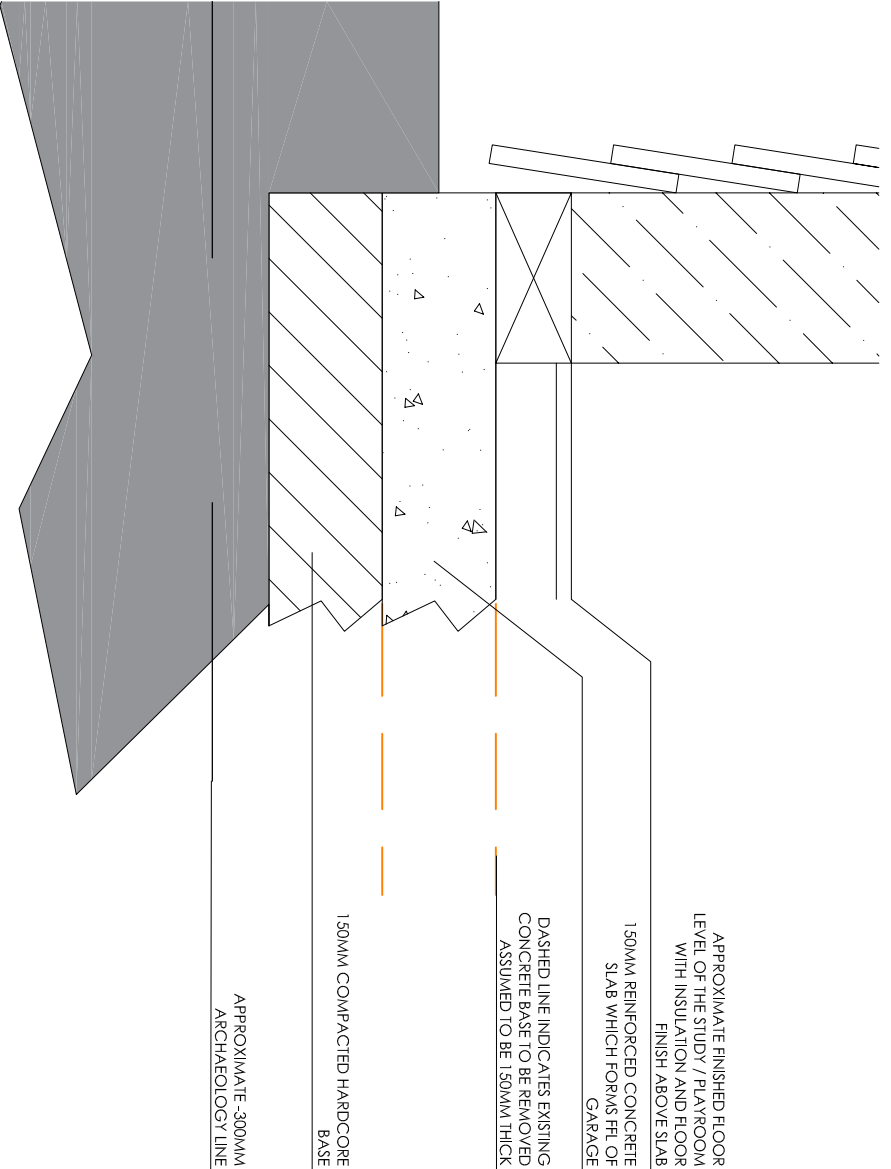 APPROXIMATE FINISHED FLOOR
LEVEL OF THE STUDY / PLAYROOM
WITH INSULATION AND FLOOR
FINISH ABOVE SLAB
150MM REINFORCED CONCRETE
SLAB WHICH FORMS FFL OF
GARAGE
DASHED LINE INDICATES EXISTING
CONCRETE BASE TO BE REMOVED
ASSUMED TO BE 150MM THICK
150MM COMPACTED HARDCORE
BASE
APPROXIMATE -300MM
ARCHAEOLOGY LINE